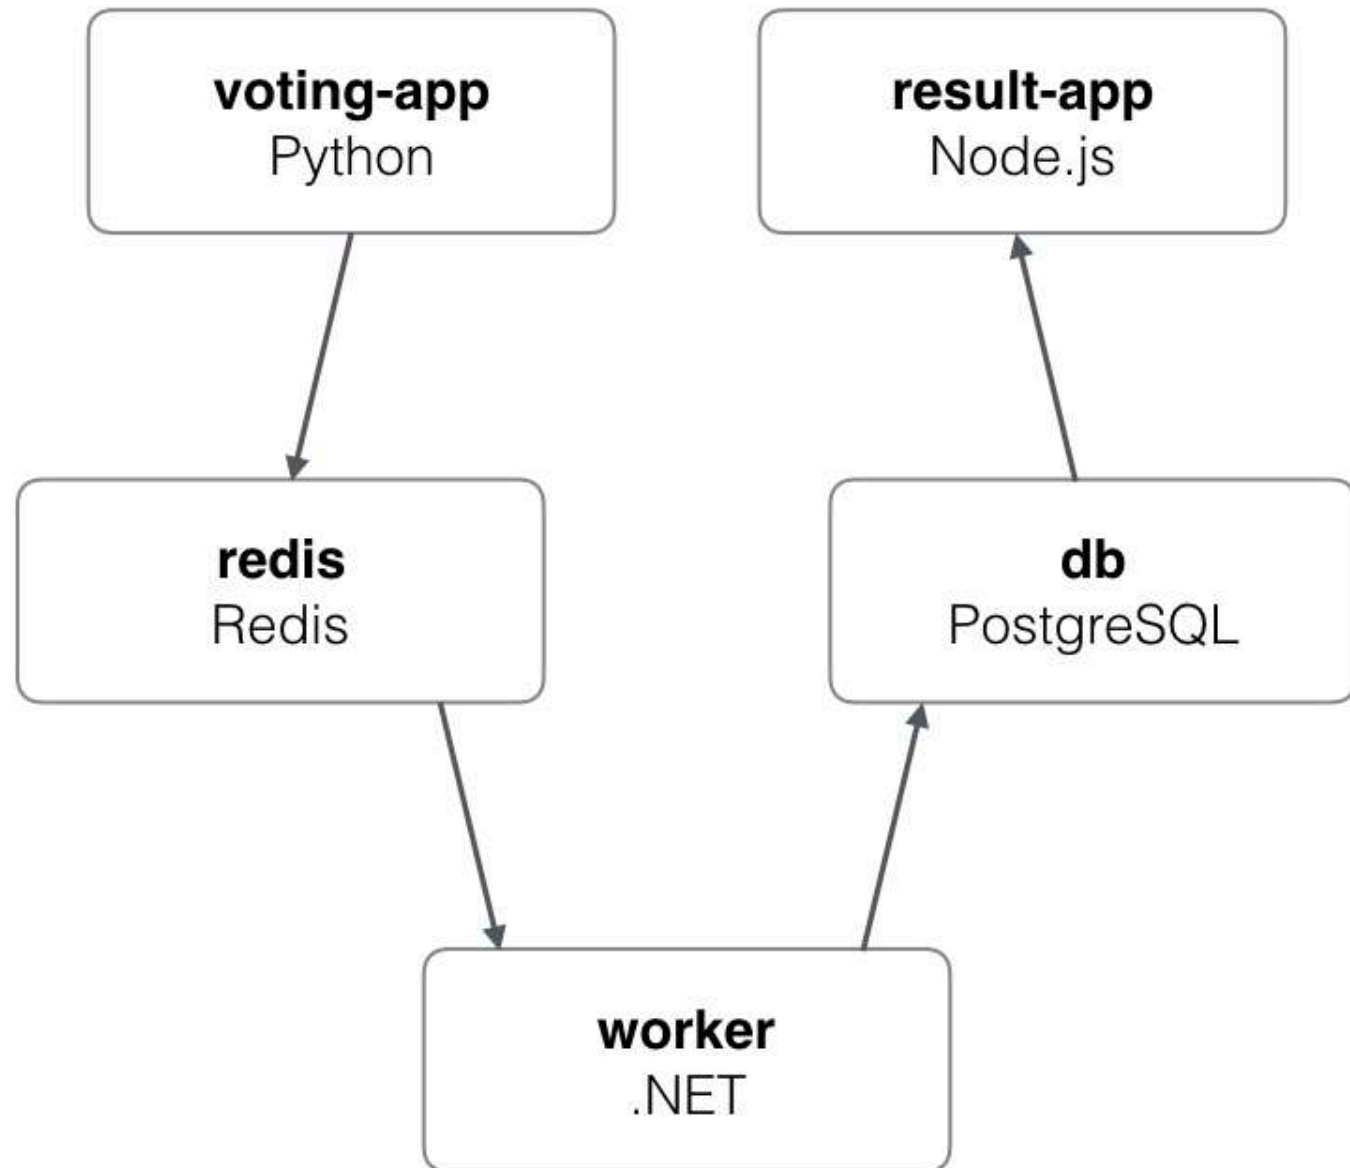 voting-app
Python
result-app
Node.js
redis
Redis
db
PostgreSQL
worker
.NET